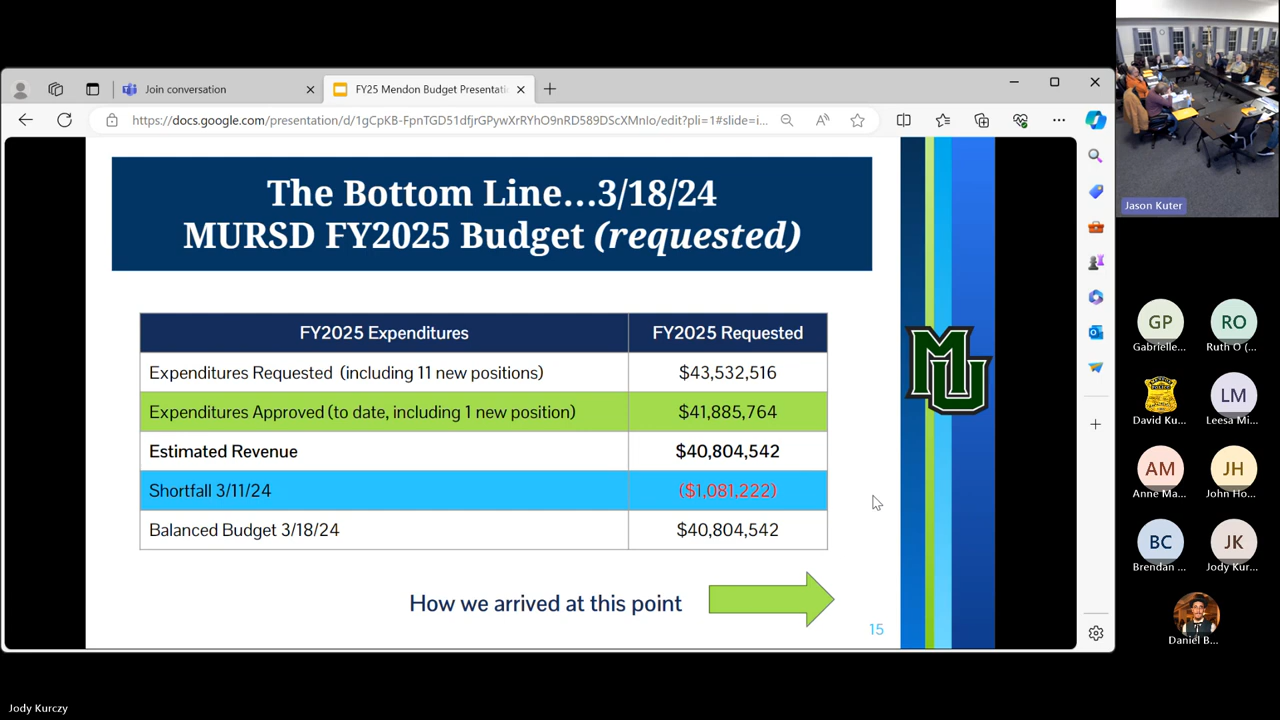 Join conversation
FY25 Mendon Budget Presentati
https://docs.google.com/presentation/d/1gCpKB-FpnTGD51dfjrGPywXrRYhO9nRD589DScXMnIo/edit?pli=1#slide=i...
The Bottom Line...3/18/24
MURSD FY2025 Budget (requested)
FY2025 Expenditures FY2025 Requested
Expenditures Requested (including 11 new positions) $43,532,516
Expenditures Approved (to date, including 1 new position) $41,885,764
Estimated Revenue $40,804,542
Shortfall 3/11/24 ($1,081,222)
Balanced Budget 3/18/24 $40,804,542
How we arrived at this point
15
MU
Jason Kuter
GP RO
Gabrielle... Ruth O (...
LM
David Ku... Leesa Mi...
AM JH
Anne Ma... John Ho...
BC JK
Brendan ... Jody Kur...
Daniel B...
Jody Kurczy